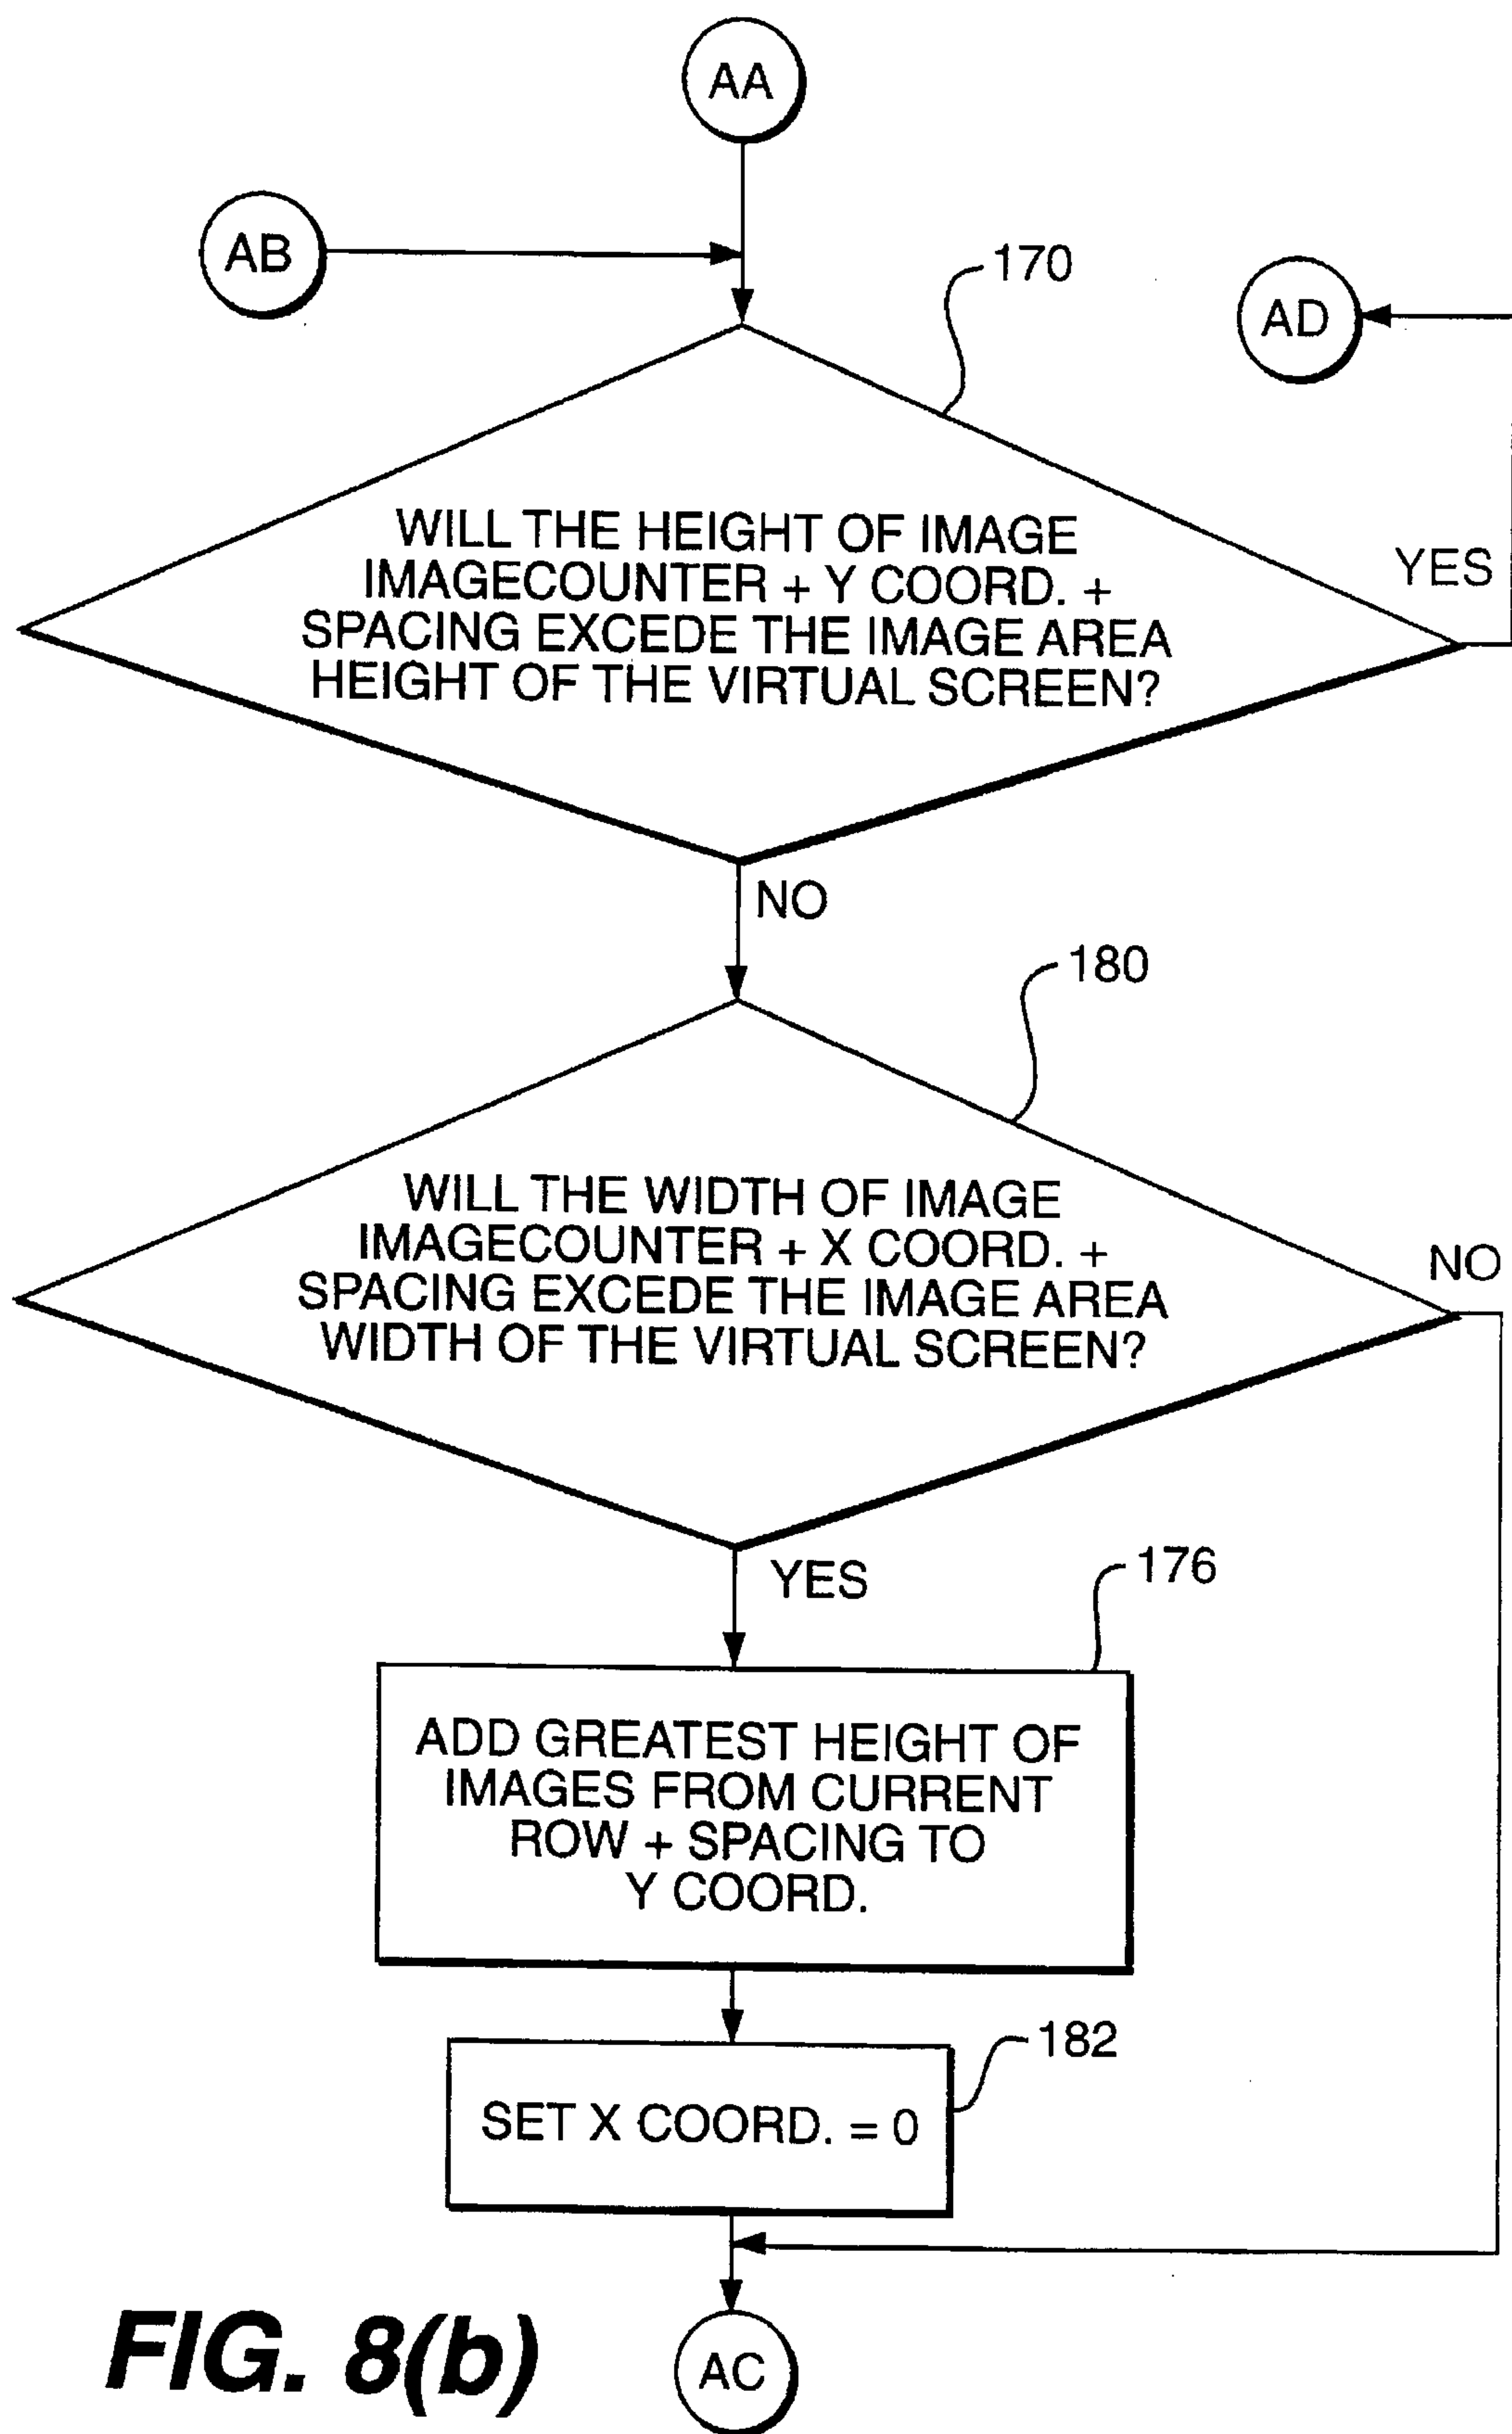 AA
AB
170
AD
WILL THE HEIGHT OF IMAGE
IMAGECOUNTER + Y COORD. +
SPACING EXCEDE THE IMAGE AREA
HEIGHT OF THE VIRTUAL SCREEN?
YES
NO
180
WILL THE WIDTH OF IMAGE
IMAGECOUNTER + X COORD. +
SPACING EXCEDE THE IMAGE AREA
WIDTH OF THE VIRTUAL SCREEN?
NO
YES
176
ADD GREATEST HEIGHT OF
IMAGES FROM CURRENT
ROW + SPACING TO
Y COORD.
182
SET X COORD. = 0
FIG. 8(b)
AC